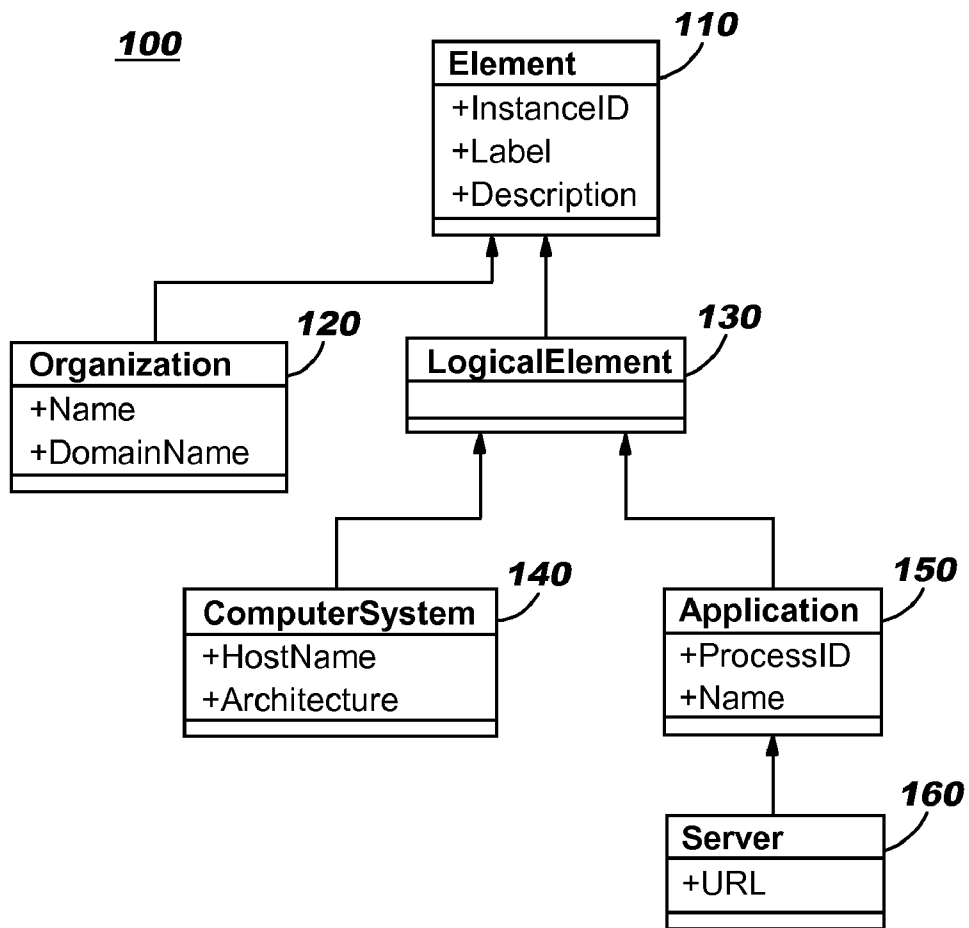 100
110
Element
+InstanceID
+Label
+Description
120
Organization
+Name
+DomainName
130
LogicalElement
140
ComputerSystem
+HostName
+Architecture
150
Application
+ProcessID
+Name
160
Server
+URL